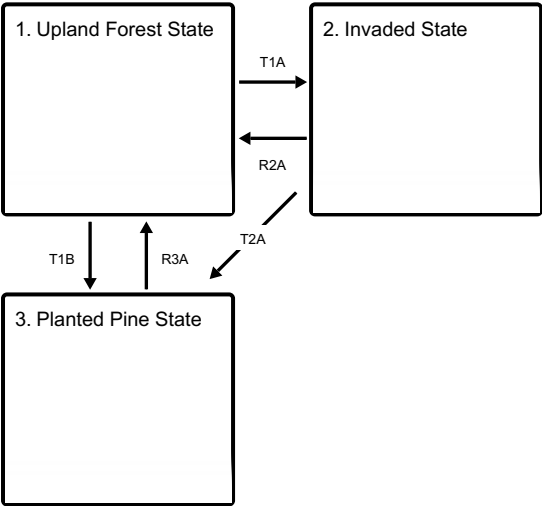 1. Upland Forest State
2. Invaded State
T1A
R2A
T2A
T1B
R3A
3. Planted Pine State